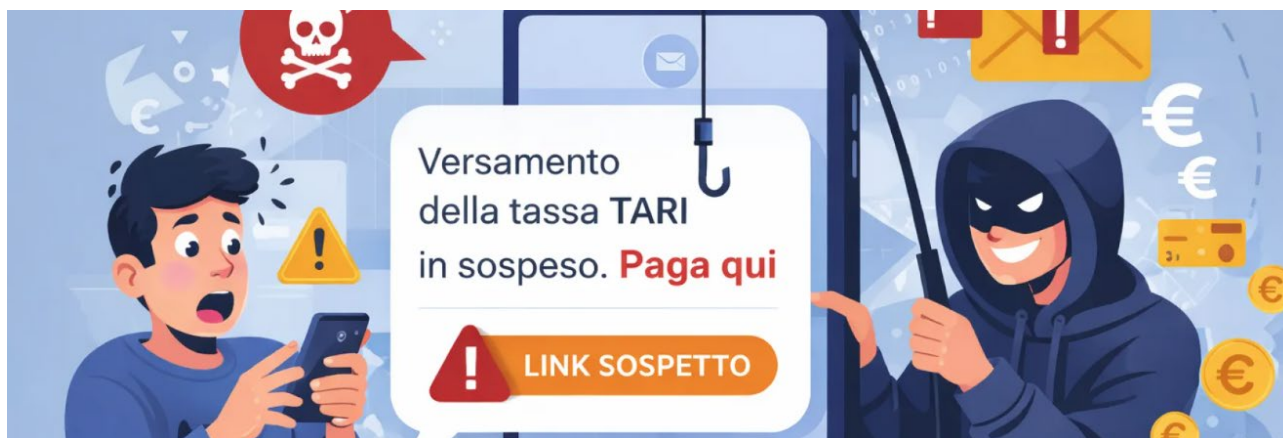 Versamento
della tassa TARI
in sospeso. Paga qui
LINK SOSPETTO